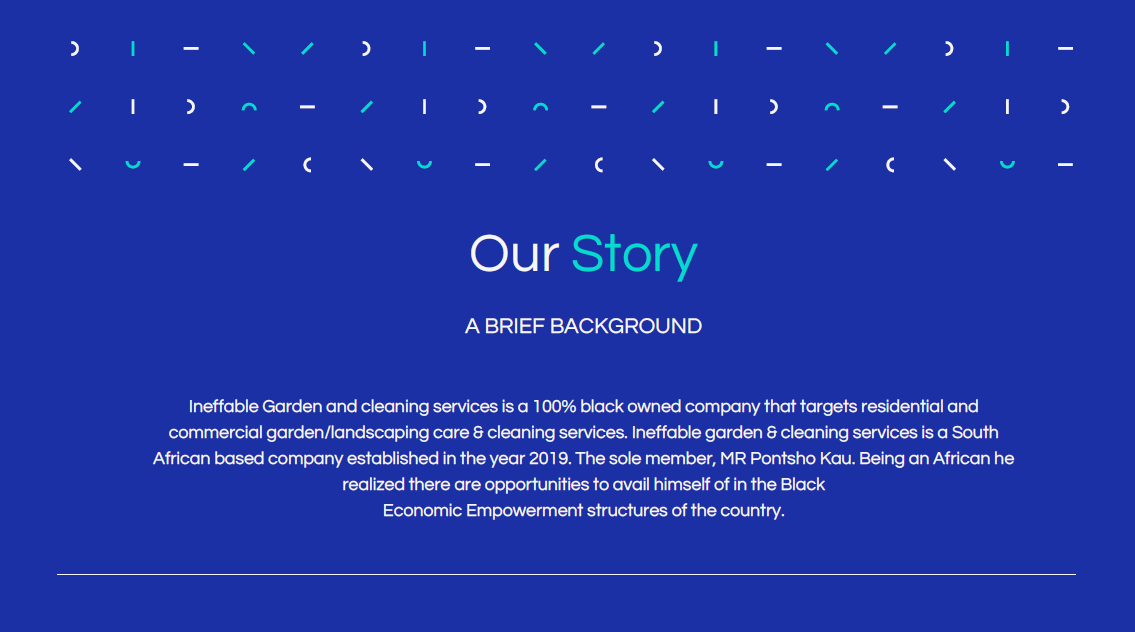 Our Story
A BRIEF BACKGROUND
Ineffable Garden and cleaning services is a 100% black owned company that targets residential and
commercial garden/landscaping care & cleaning services. Ineffable garden & cleaning services is a South
African based company established in the year 2019. The sole member, MR Pontsho Kau. Being an African he
realized there are opportunities to avail himself of in the Black
Economic Empowerment structures of the country.